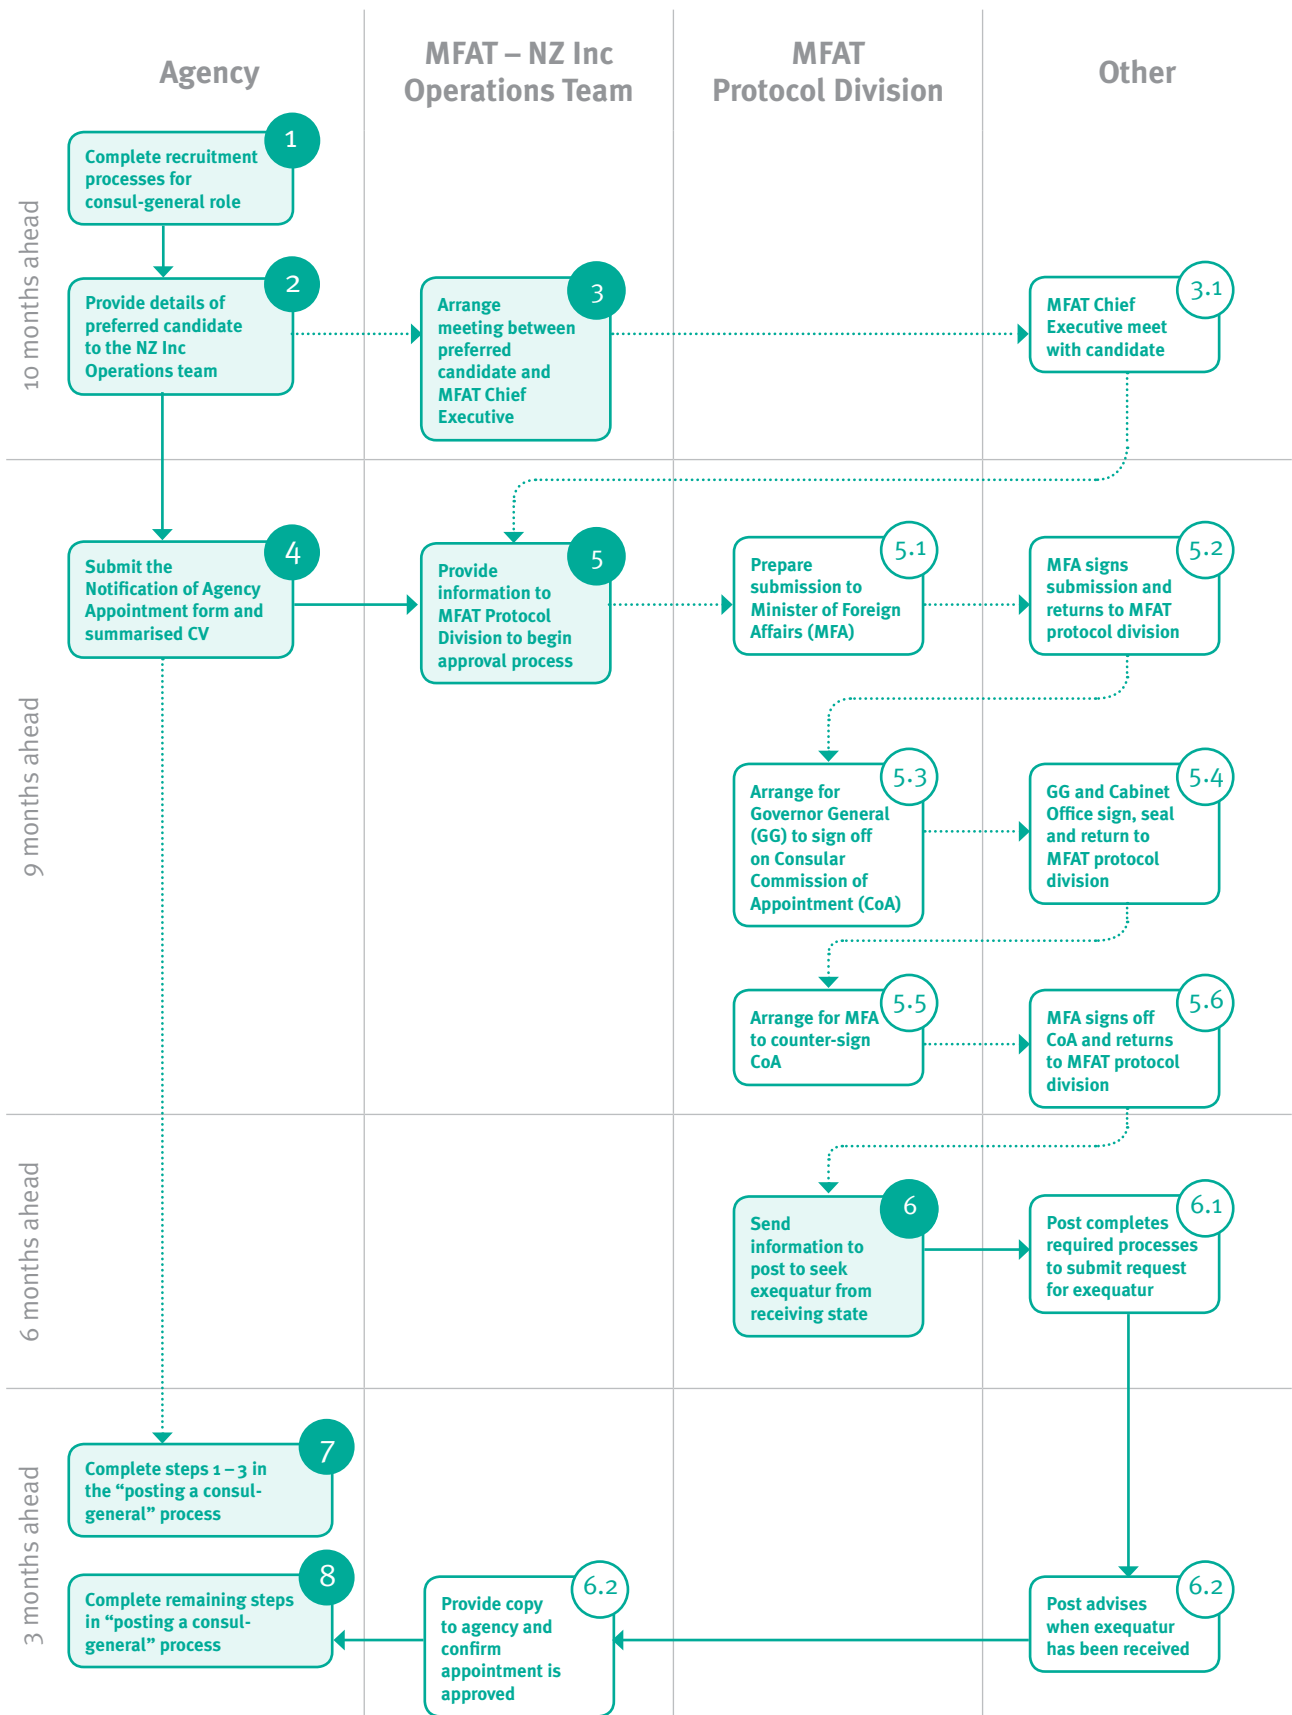 Agency
MFAT – NZ Inc
Operations Team
MFAT
Protocol Division
Other
10 months ahead
1
Complete recruitment
processes for
consul-general role
2
Provide details of
preferred candidate
to the NZ Inc
Operations team
3
Arrange
meeting between
preferred
candidate and
MFAT Chief
Executive
3.1
MFAT Chief
Executive meet
with candidate
9 months ahead
4
Submit the
Notification of Agency
Appointment form and
summarised CV
5
Provide
information to
MFAT Protocol
Division to begin
approval process
5.1
Prepare
submission to
Minister of Foreign
Affairs (MFA)
5.2
MFA signs
submission and
returns to MFAT
protocol division
5.3
Arrange for
Governor General
(GG) to sign off
on Consular
Commission of
Appointment (CoA)
5.4
GG and Cabinet
Office sign, seal
and return to
MFAT protocol
division
5.5
Arrange for MFA
to counter-sign
CoA
5.6
MFA signs off
CoA and returns
to MFAT protocol
division
6 months ahead
6
Send
information to
post to seek
exequatur from
receiving state
6.1
Post completes
required processes
to submit request
for exequatur
3 months ahead
7
Complete steps 1 – 3 in
the “posting a consul-
general” process
8
Complete remaining steps
in “posting a consul-
general” process
6.2
Provide copy
to agency and
confirm
appointment is
approved
6.2
Post advises
when exequatur
has been received